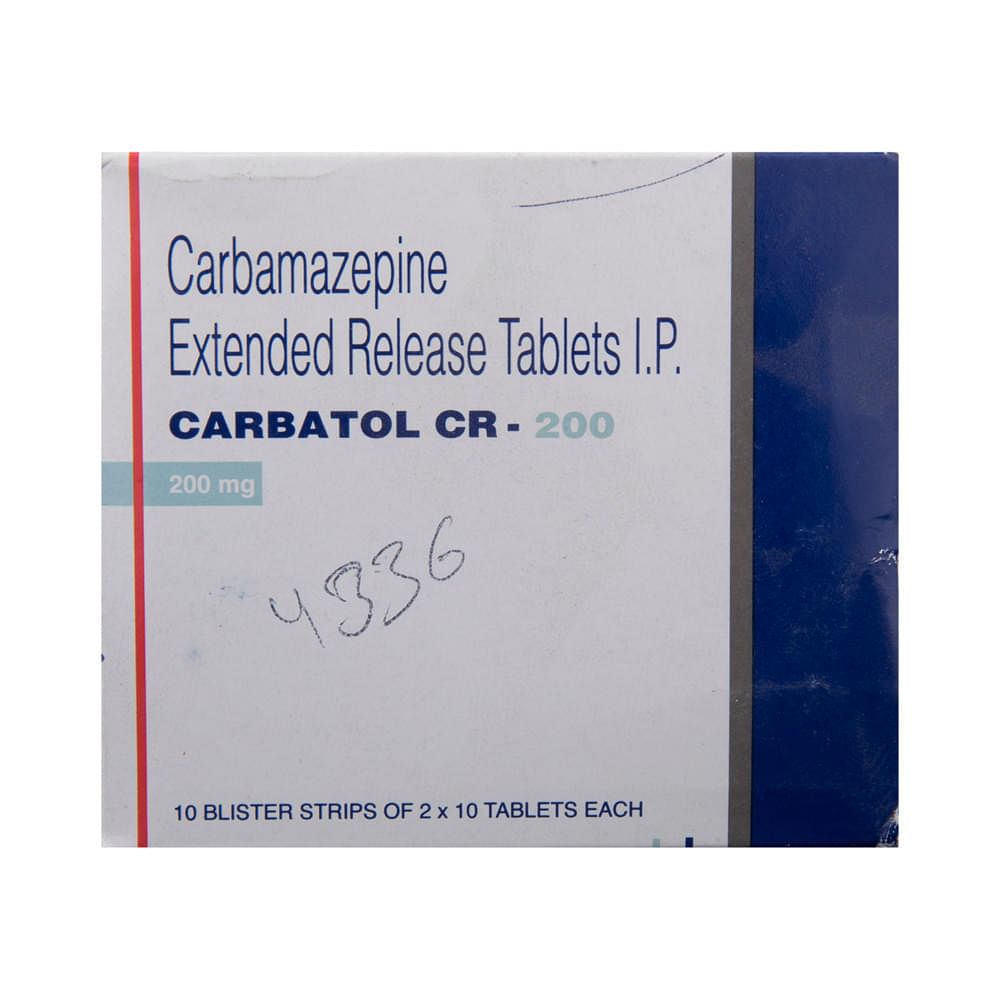 Carbamazepine
Extended Release Tablets I.P.
CARBATOL CR - 200
200 mg
4336
10 BLISTER STRIPS OF 2 x 10 TABLETS EACH